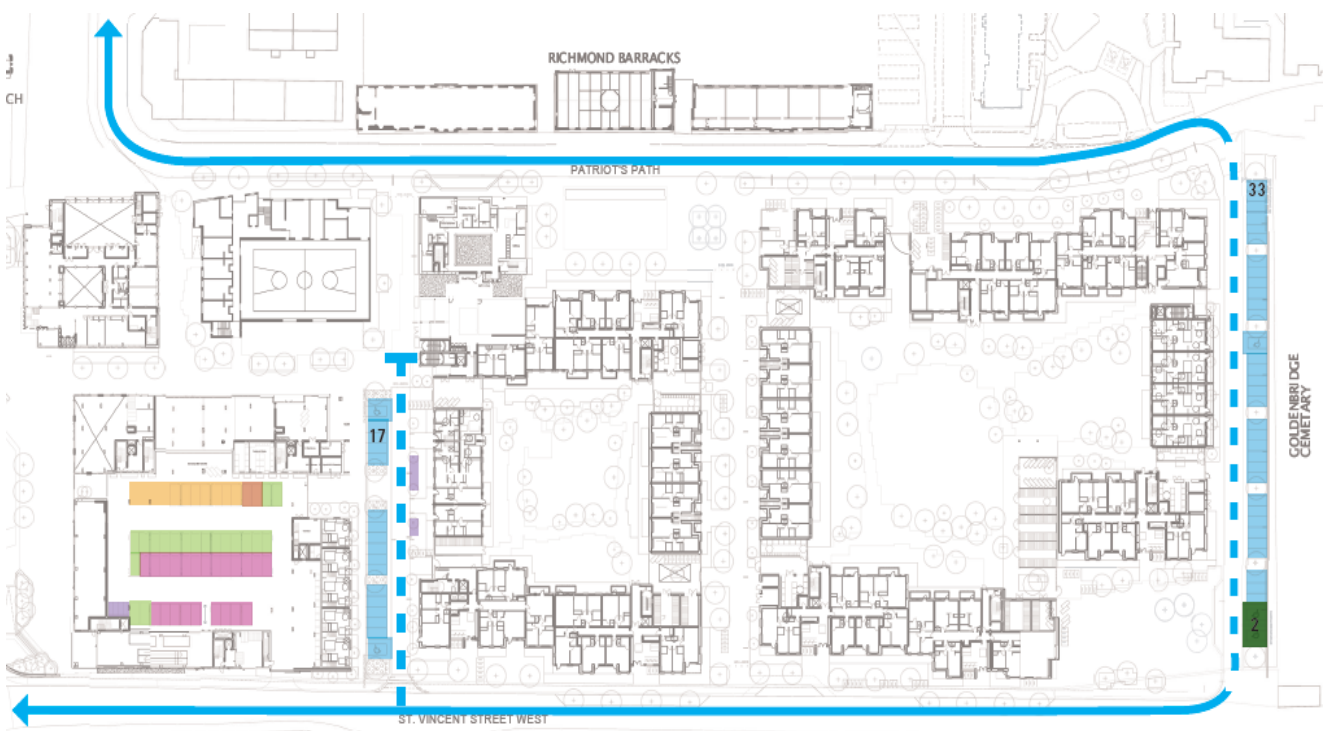 RICHMOND BARRACKS
CH
PATRIOT'S PATH
33
17
GOLDENBRIDGE
CEMETARY
2
ST. VINCENT STREET WEST